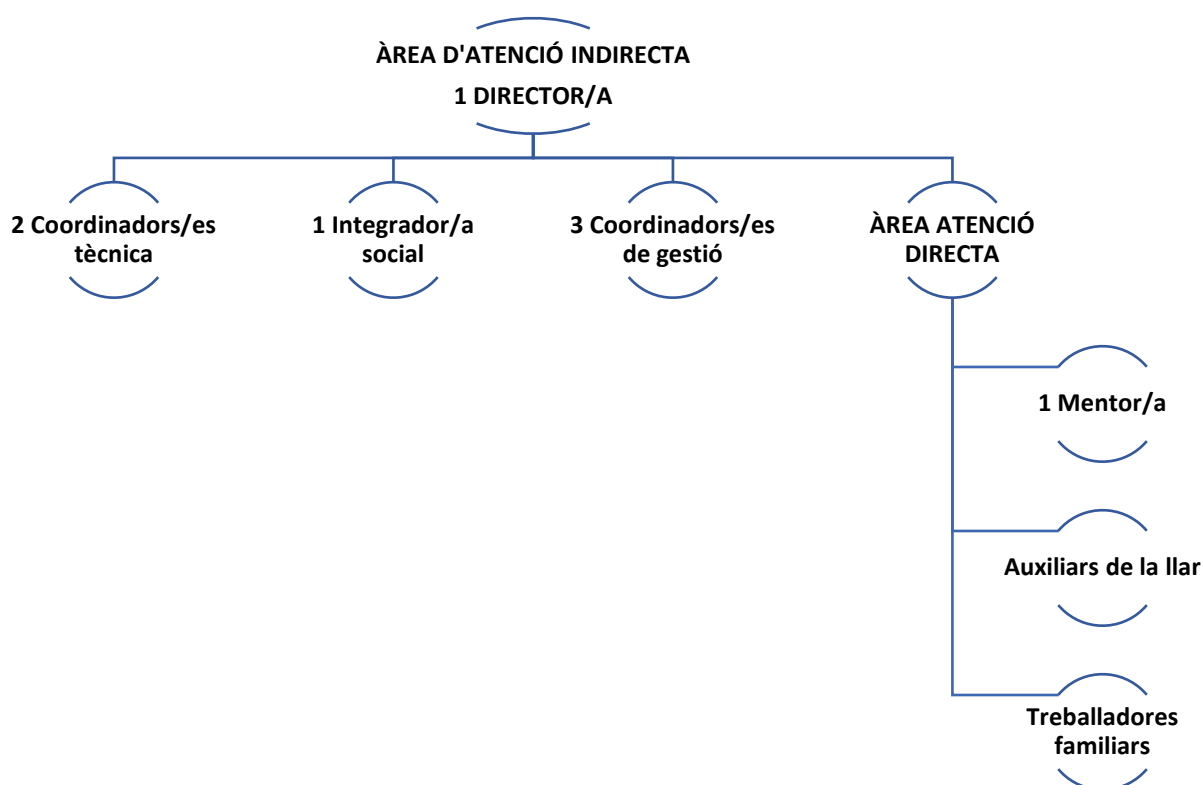 ÀREA D'ATENCIÓ INDIRECTA
1 DIRECTOR/A
2 Coordinadors/es
tècnica
1 Integrador/a
social
3 Coordinadors/es
de gestió
ÀREA ATENCIÓ
DIRECTA
1 Mentor/a
Auxiliars de la llar
Treballadores
familiars